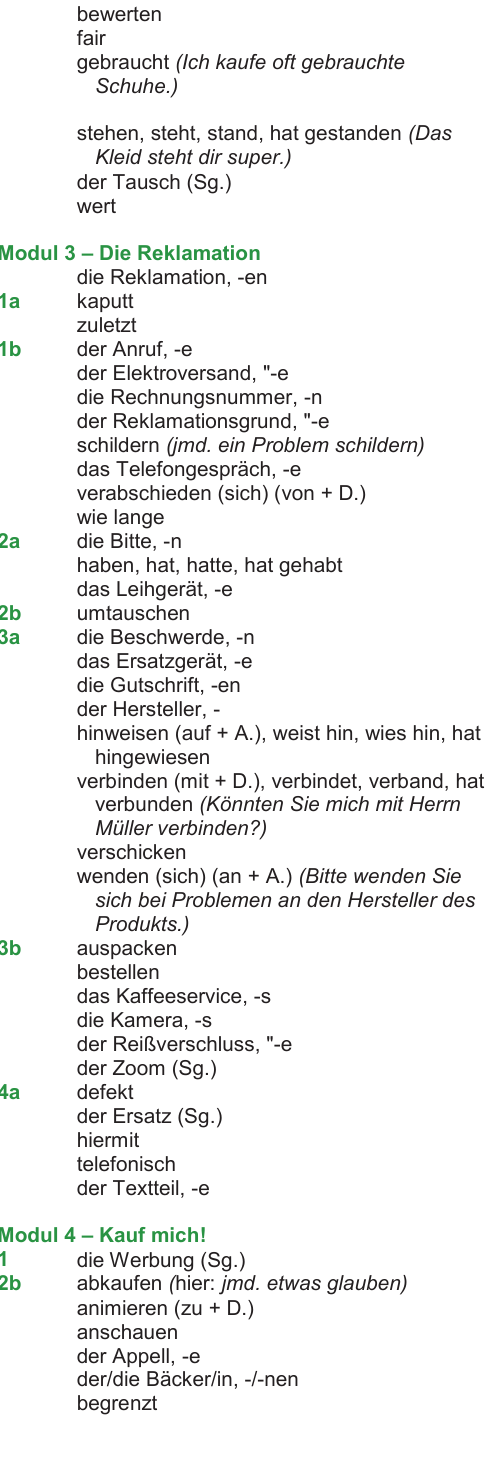 bewerten
fair
gebraucht (Ich kaufe oft gebrauchte
Schuhe.)
stehen, steht, stand, hat gestanden (Das
Kleid steht dir super.)
der Tausch (Sg.)
wert
Modul 3 – Die Reklamation
die Reklamation, -en
1a kaputt
zuletzt
1b der Anruf, -e
der Elektroversand, "-e
die Rechnungsnummer, -n
der Reklamationsgrund, "-e
schildern (jmd. ein Problem schildern)
das Telefongespräch, -e
verabschieden (sich) (von + D.)
wie lange
2a die Bitte, -n
haben, hat, hatte, hat gehabt
das Leihgerät, -e
2b umtauschen
3a die Beschwerde, -n
das Ersatzgerät, -e
die Gutschrift, -en
der Hersteller, -
hinweisen (auf + A.), weist hin, wies hin, hat
hingewiesen
verbinden (mit + D.), verbindet, verband, hat
verbunden (Könnten Sie mich mit Herrn
Müller verbinden?)
verschicken
wenden (sich) (an + A.) (Bitte wenden Sie
sich bei Problemen an den Hersteller des
Produkts.)
3b auspacken
bestellen
das Kaffeeservice, -s
die Kamera, -s
der Reißverschluss, "-e
der Zoom (Sg.)
4a defekt
der Ersatz (Sg.)
hiermit
telefonisch
der Textteil, -e
Modul 4 – Kauf mich!
1 die Werbung (Sg.)
2b abkaufen (hier: jmd. etwas glauben)
animieren (zu + D.)
anschauen
der Appell, -e
der/die Bäcker/in, -/-nen
begrenzt